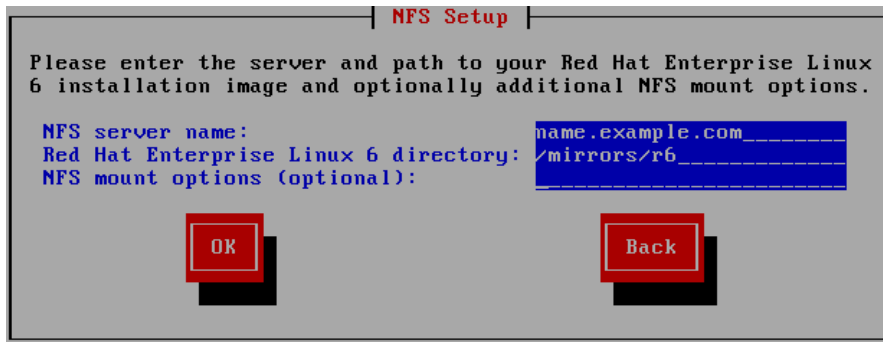 NFS Setup
Please enter the server and path to your Red Hat Enterprise Linux
6 installation image and optionally additional NFS mount options.
NFS server name: name.example.com________
Red Hat Enterprise Linux 6 directory: /mirrors/r6_____________
NFS mount options (optional): ________________________
OK Back